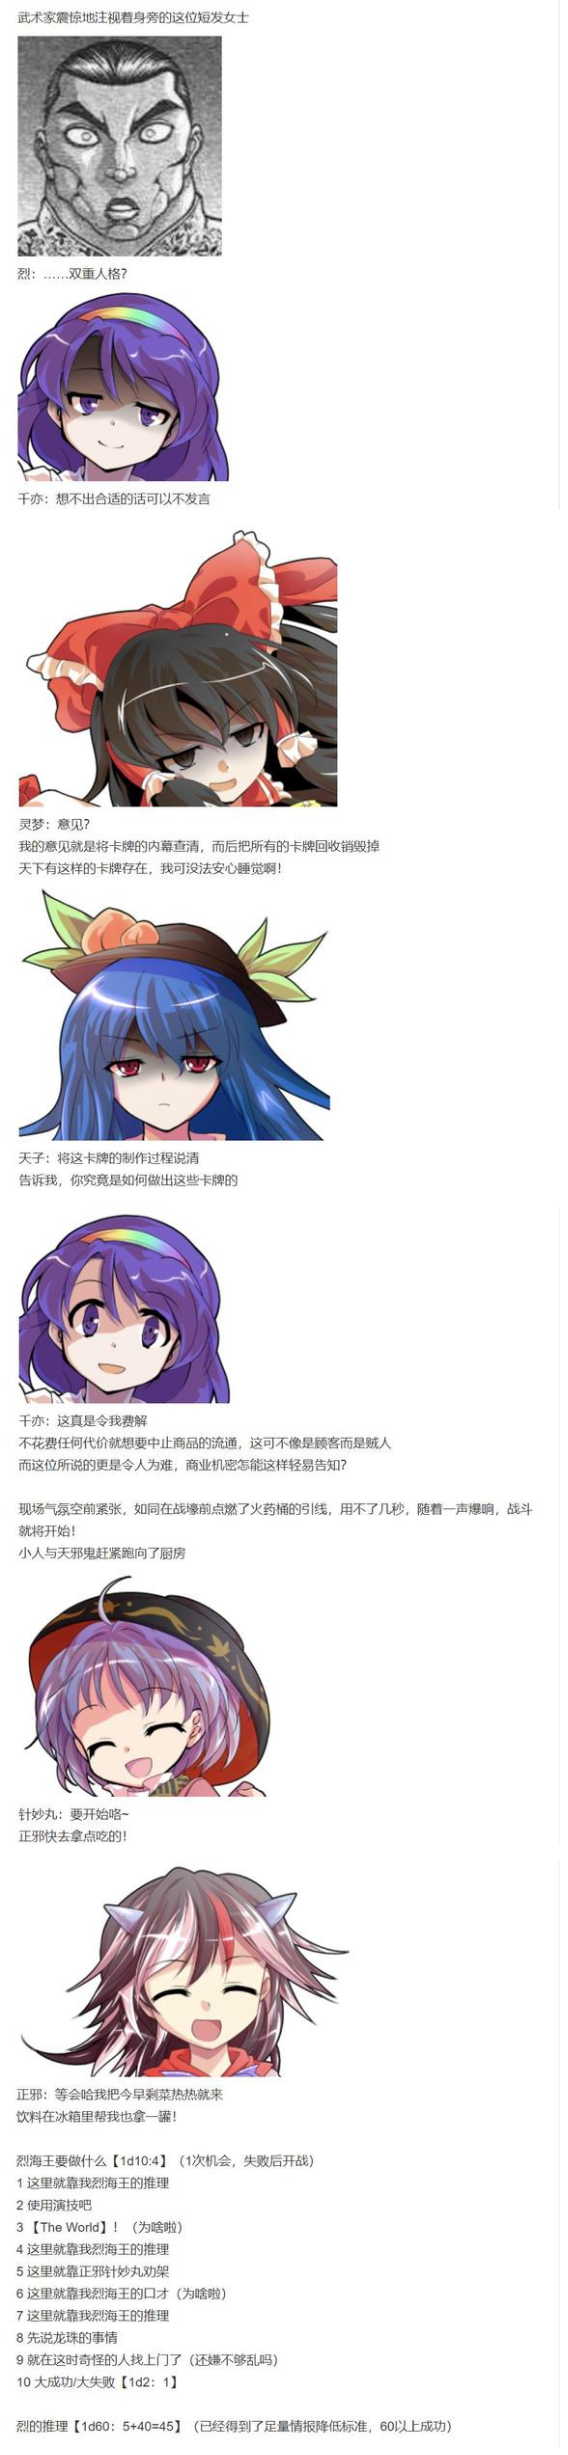 武术家震惊地注视着身旁的这位短发女士
烈：……双重人格？
千亦：想不出合适的话可以不发言
灵梦：意见？
我的意见就是将卡牌的内幕查清，而后把所有的卡牌回收销毁掉
天下有这样的卡牌存在，我可没法安心睡觉啊！
天子：将这卡牌的制作过程说清
告诉我，你究竟是如何做出这些卡牌的
千亦：这真是令我费解
不花费任何代价就想要中止商品的流通，这可不像是顾客而是贼人
而这位所说的更是令人为难，商业机密怎能这样轻易告知？
现场气氛空前紧张，如同在战壕前点燃了火药桶的引线，用不了几秒，随着一声爆响，战斗
就将开始！
小人与天邪鬼赶紧跑向了厨房
针妙丸：要开始咯~
正邪快去拿点吃的！
正邪：等会哈我把今早剩菜热热就来
饮料在冰箱里帮我也拿一罐！
烈海王要做什么【1d10:4】（1次机会，失败后开战）
1 这里就靠我烈海王的推理
2 使用演技吧
3 【The World】！（为啥啦）
4 这里就靠我烈海王的推理
5 这里就靠正邪针妙丸劝架
6 这里就靠我烈海王的口才（为啥啦）
7 这里就靠我烈海王的推理
8 先说龙珠的事情
9 就在这时奇怪的人找上门了（还嫌不够乱吗）
10 大成功/大失败【1d2：1】
烈的推理【1d60：5+40=45】（已经得到了足量情报降低标准，60以上成功）